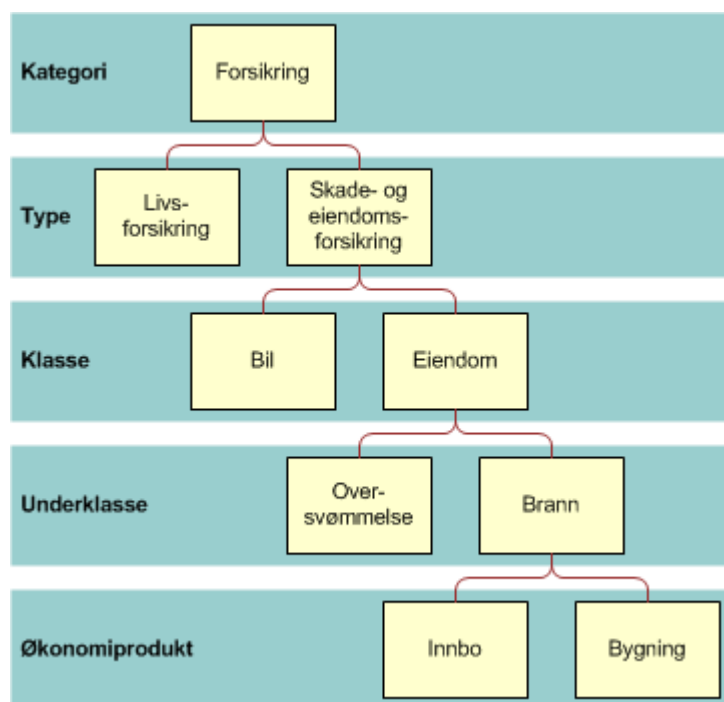 Kategori
Forsikring
Type
Livs-
forsikring
Skade- og
eiendoms-
forsikring
Klasse
Bil
Eiendom
Underklasse
Over-
svømmelse
Brann
Økonomiprodukt
Innbo
Bygning